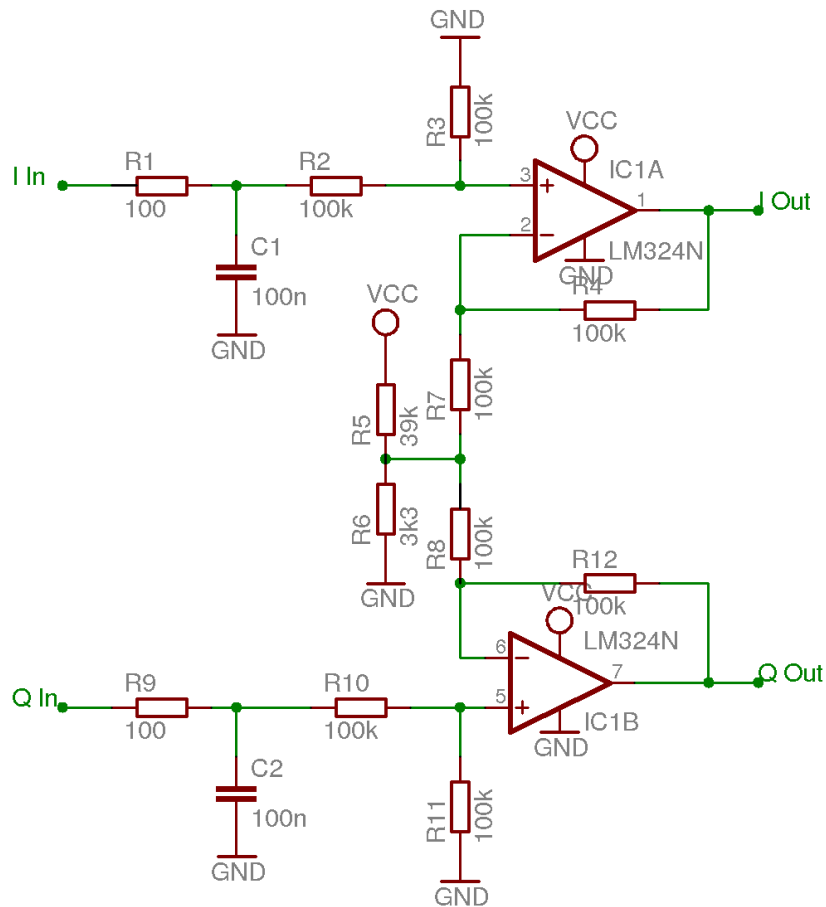 GND
R3
100k
VCC
I In
R1
100
R2
100k
3
2
1
IC1A
LM324N
I Out
C1
100n
GND
GND
R4
100k
VCC
R5
39k
R7
100k
R6
3k3
GND
R8
100k
R12
100k
VCC
LM324N
6
5
7
IC1B
GND
Q Out
Q In
R9
100
R10
100k
C2
100n
GND
R11
100k
GND